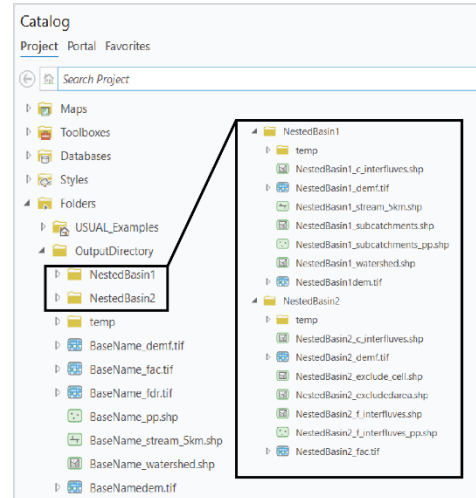 Catalog
Project Portal Favorites
Search Project
Maps
Toolboxes
Databases
Styles
Folders
USUAL_Examples
OutputDirectory
NestedBasin1
NestedBasin2
temp
BaseName_demf.tif
BaseName_fac.tif
BaseName_fdr.tif
BaseName_pp.shp
BaseName_stream_5km.shp
BaseName_watershed.shp
BaseNamedem.tif
NestedBasin1
temp
NestedBasin1_c_interfluves.shp
NestedBasin1_demf.tif
NestedBasin1_stream_5km.shp
NestedBasin1_subcatchments.shp
NestedBasin1_subcatchments_pp.shp
NestedBasin1_watershed.shp
NestedBasin1dem.tif
NestedBasin2
temp
NestedBasin2_c_interfluves.shp
NestedBasin2_demf.tif
NestedBasin2_exclude_cell.shp
NestedBasin2_excludedarea.shp
NestedBasin2_f_interfluves.shp
NestedBasin2_f_interfluves_pp.shp
NestedBasin2_fac.tif